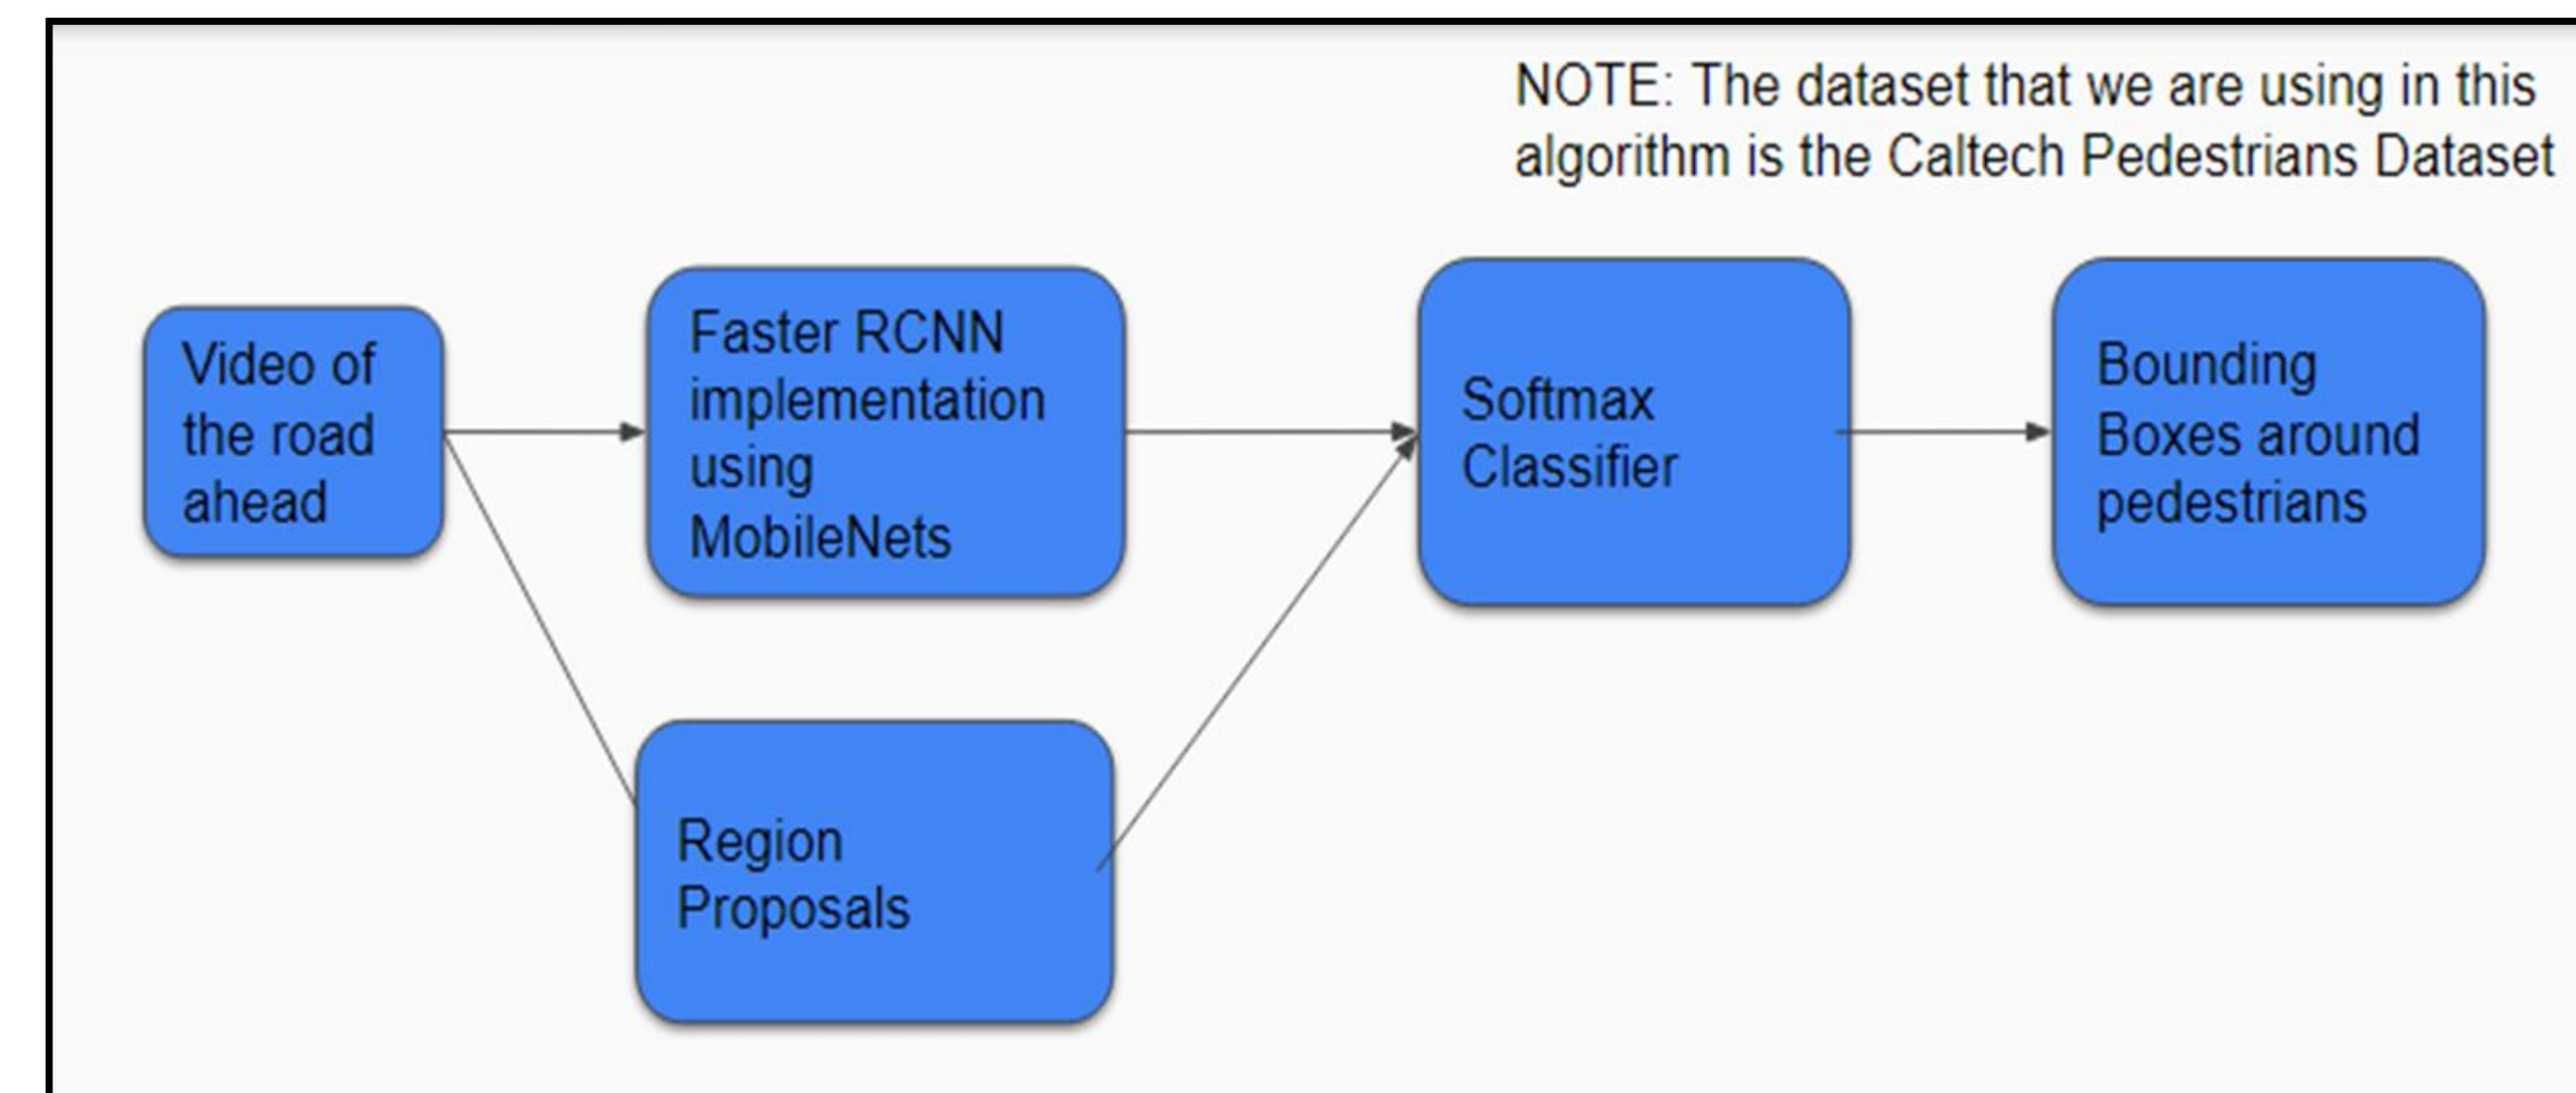 NOTE: The dataset that we are using in this
algorithm is the Caltech Pedestrians Dataset
Video of
the road
ahead
Faster RCNN
implementation
using
MobileNets
Region
Proposals
Softmax
Classifier
Bounding
Boxes around
pedestrians